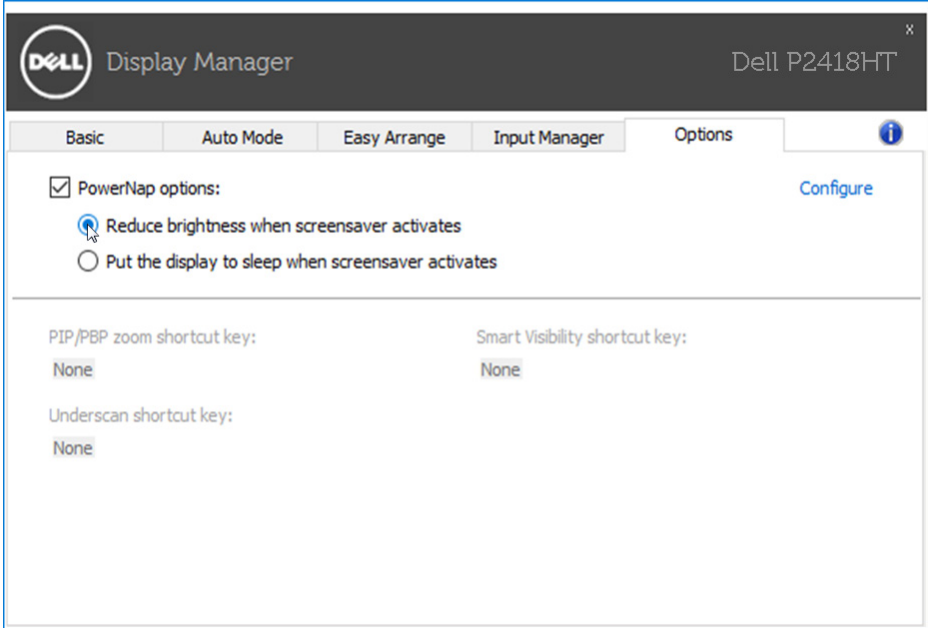 x
DELL Display Manager Dell P2418HT
Basic Auto Mode Easy Arrange Input Manager Options i
PowerNap options: Configure
Reduce brightness when screensaver activates
Put the display to sleep when screensaver activates
PIP/PBP zoom shortcut key: Smart Visibility shortcut key:
None None
Underscan shortcut key:
None